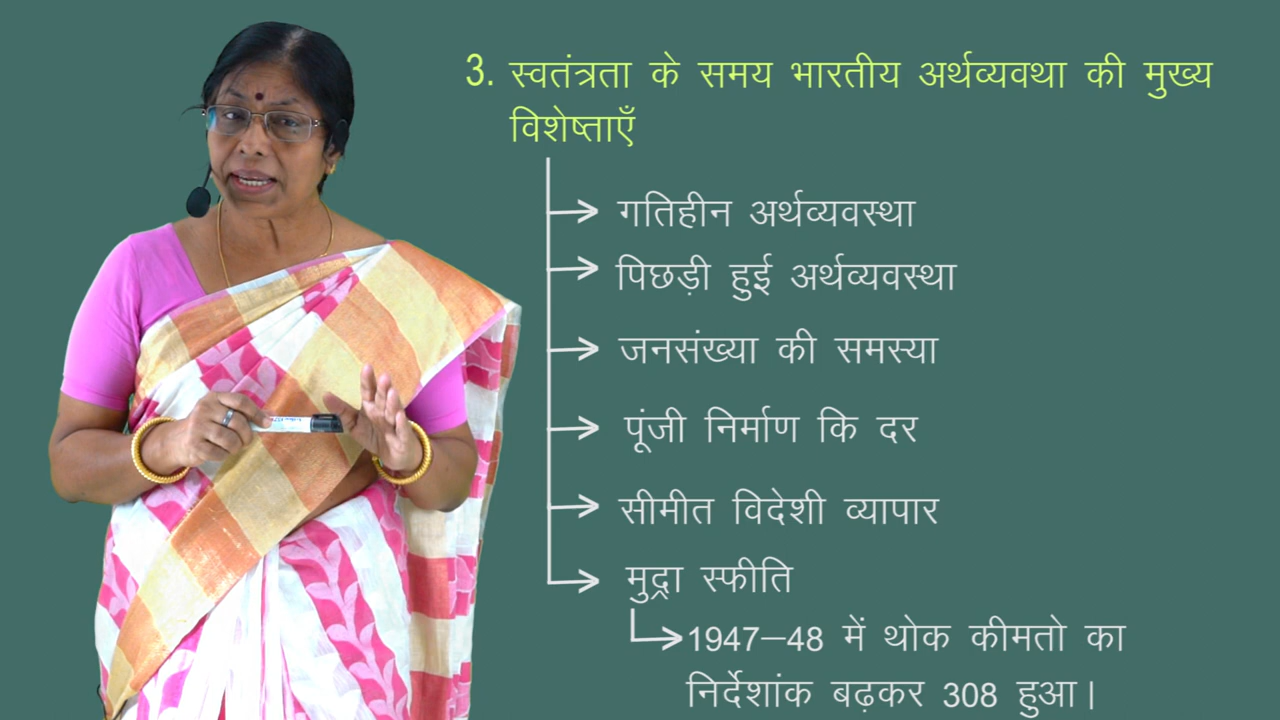 3. स्वतंत्रता के समय भारतीय अर्थव्यवथा की मुख्य
विशेष्ताएँ
गतिहीन अर्थव्यवस्था
पिछड़ी हुई अर्थव्यवस्था
जनसंख्या की समस्या
पूंजी निर्माण कि दर
सीमीत विदेशी व्यापार
मुद्रा स्फीति
1947–48 में थोक कीमतो का
निर्देशांक बढ़कर 308 हुआ।